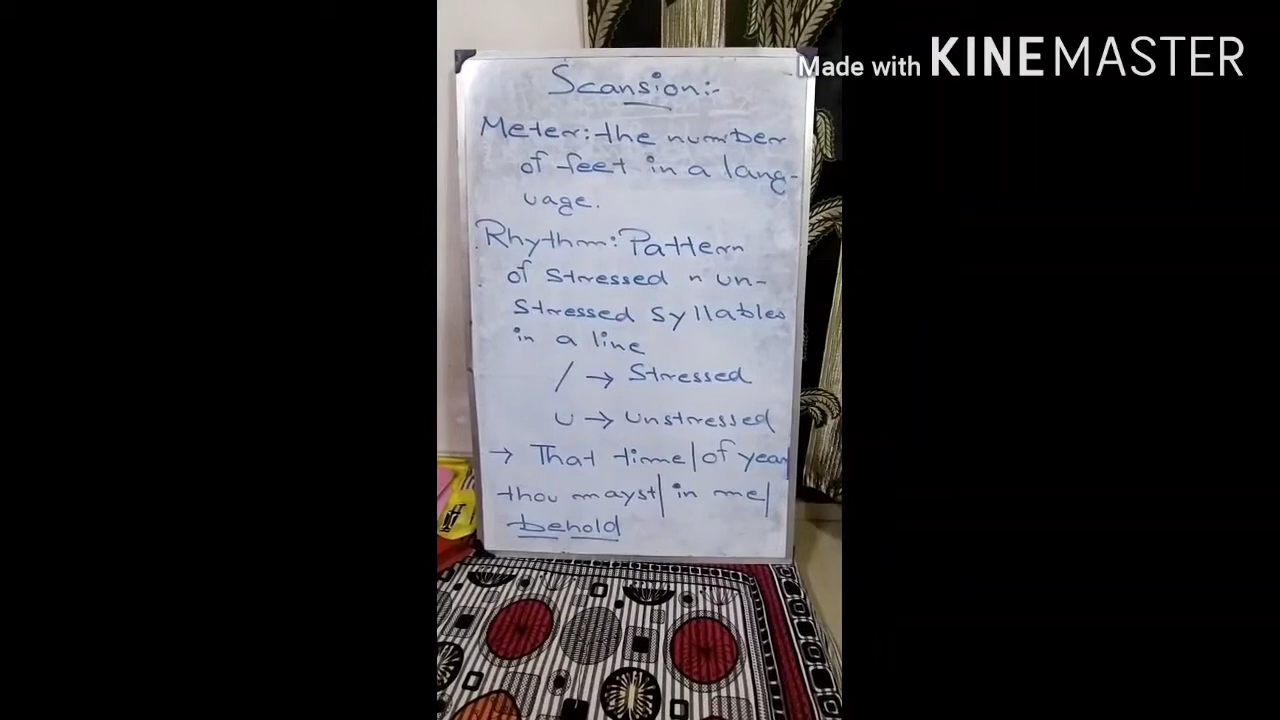 Made with KINEMASTER
Scansion:-
Meter: the number
of feet in a lang-
uage.
Rhythm: Pattern
of stressed n un-
stressed syllables
in a line
/ → Stressed
∪ → Unstressed
→ That time/of year/
thou mayst/ in me/
behold